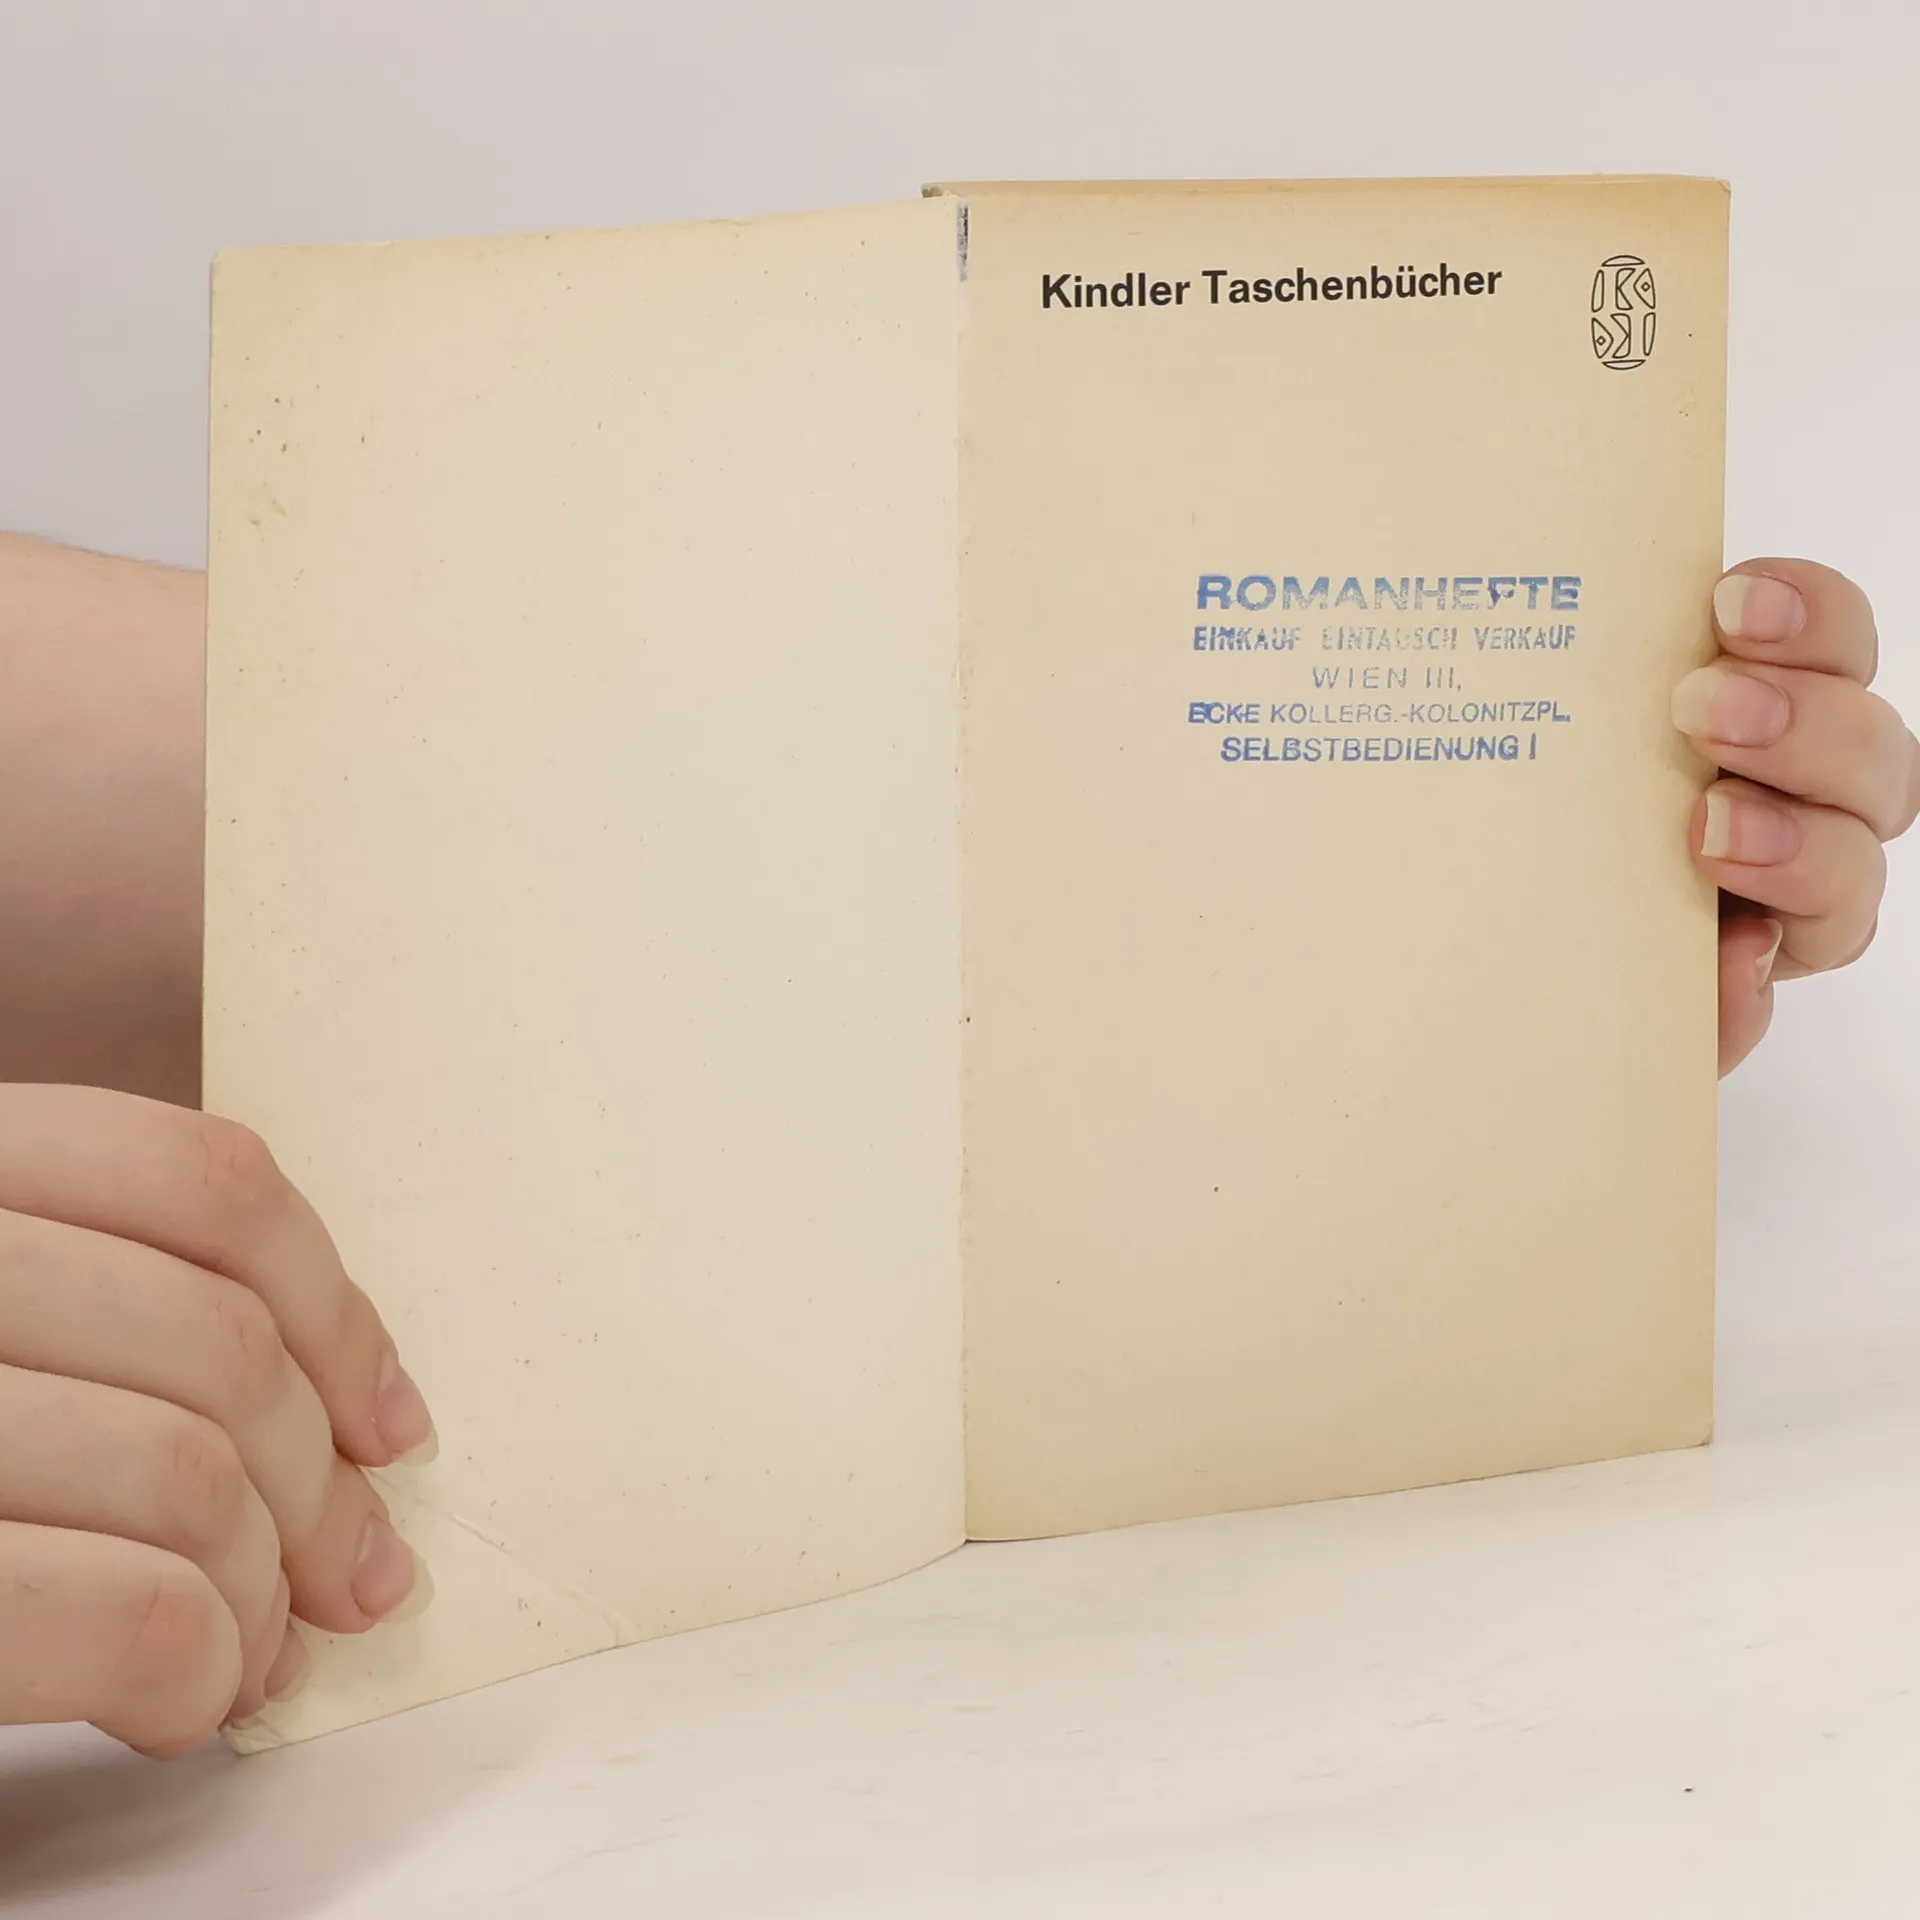 Kindler Taschenbücher
ROMANHEFTE
EINKAUF EINTAUSCH VERKAUF
WIEN III,
ECKE KOLLERG.-KOLONITZPL.
SELBSTBEDIENUNG !